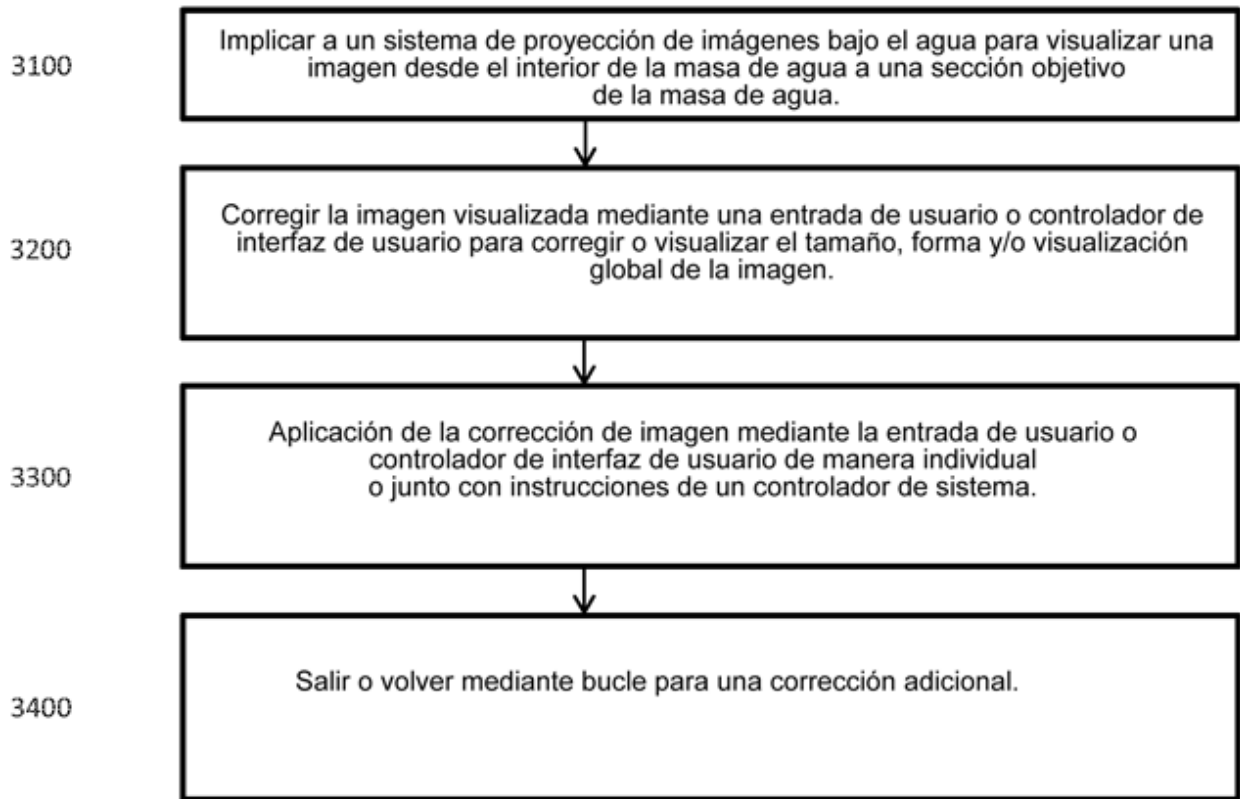 3100
Implicar a un sistema de proyección de imágenes bajo el agua para visualizar una
imagen desde el interior de la masa de agua a una sección objetivo
de la masa de agua.
3200
Corregir la imagen visualizada mediante una entrada de usuario o controlador de
interfaz de usuario para corregir o visualizar el tamaño, forma y/o visualización
global de la imagen.
3300
Aplicación de la corrección de imagen mediante la entrada de usuario o
controlador de interfaz de usuario de manera individual
o junto con instrucciones de un controlador de sistema.
3400
Salir o volver mediante bucle para una corrección adicional.